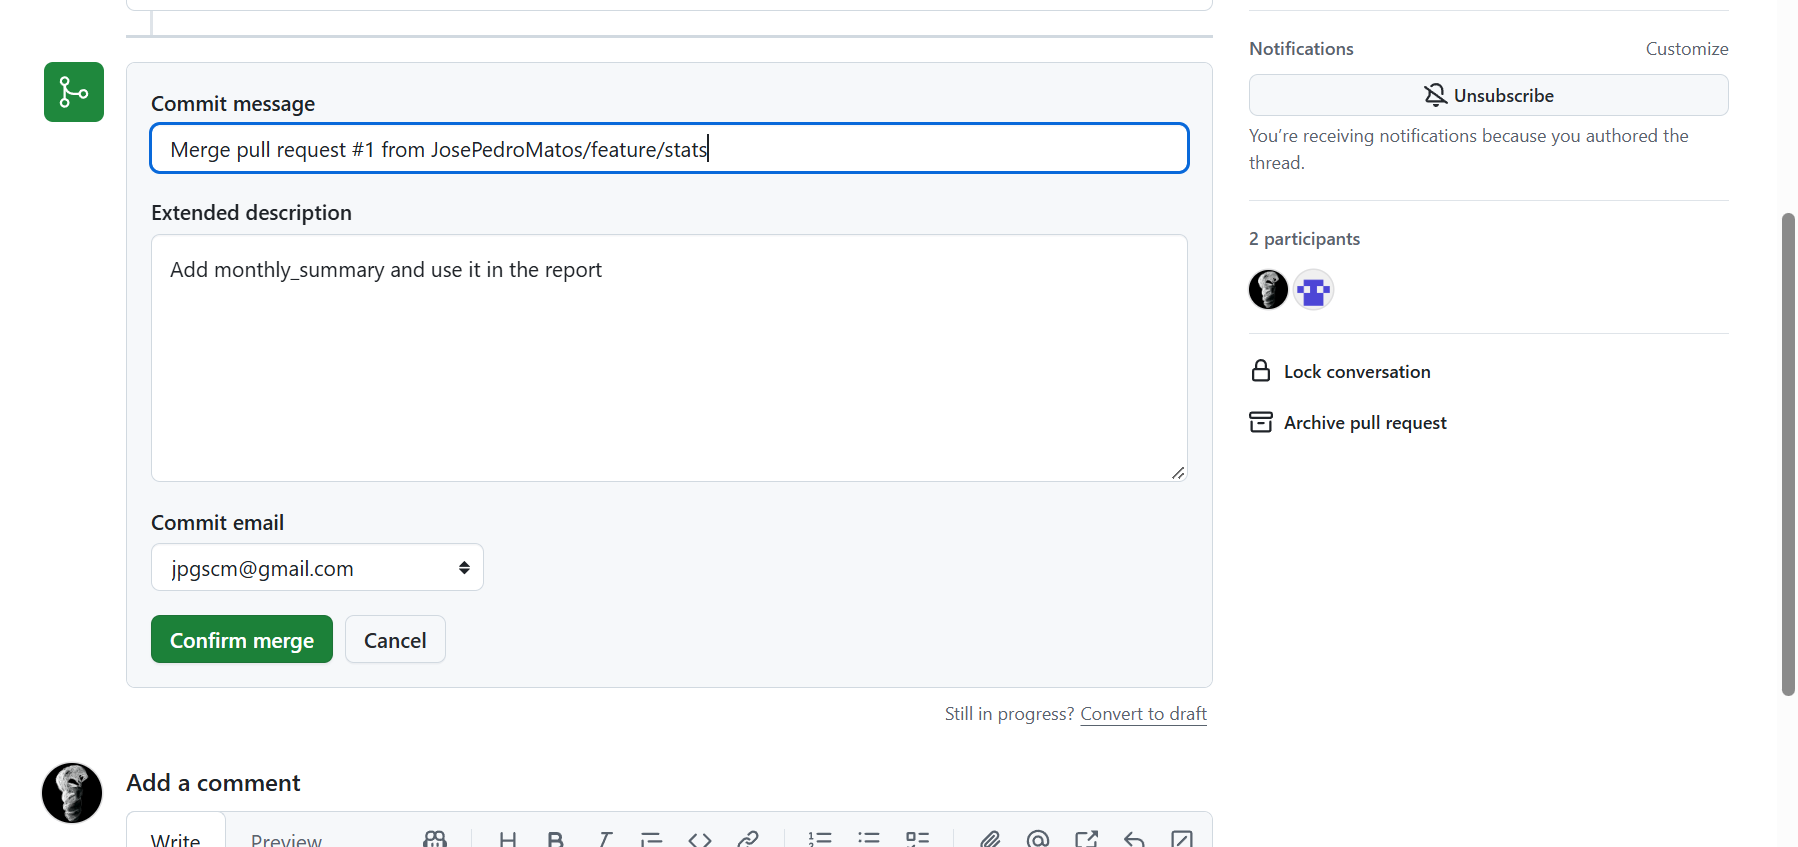 Commit message
Merge pull request #1 from JosePedroMatos/feature/stats
Extended description
Add monthly_summary and use it in the report
Commit email
jpgscm@gmail.com
Confirm merge
Cancel
Still in progress? Convert to draft
Add a comment
Write
Preview
Notifications
Customize
Unsubscribe
You’re receiving notifications because you authored the
thread.
2 participants
Lock conversation
Archive pull request